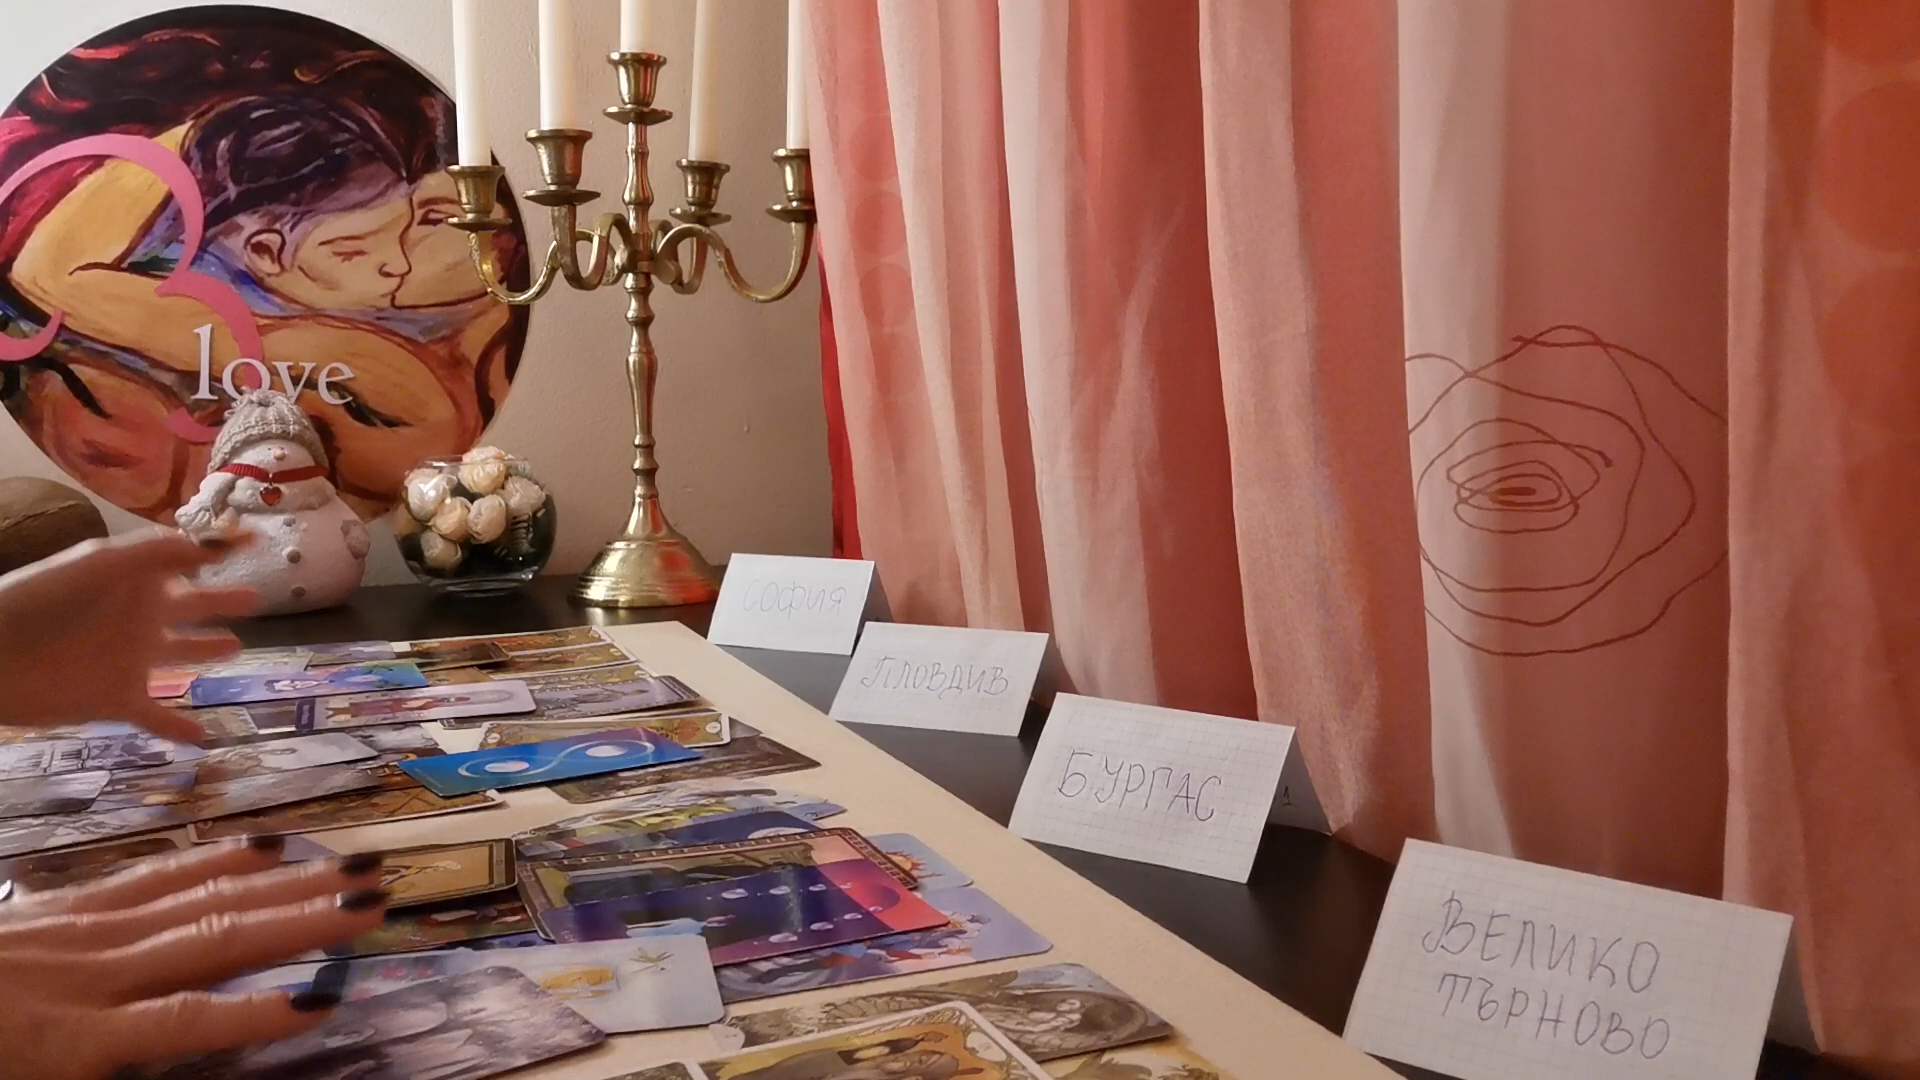 love
СОФИЯ
ПЛОВДИВ
БУРГАС
ВЕЛИКО
ТЪРНОВО